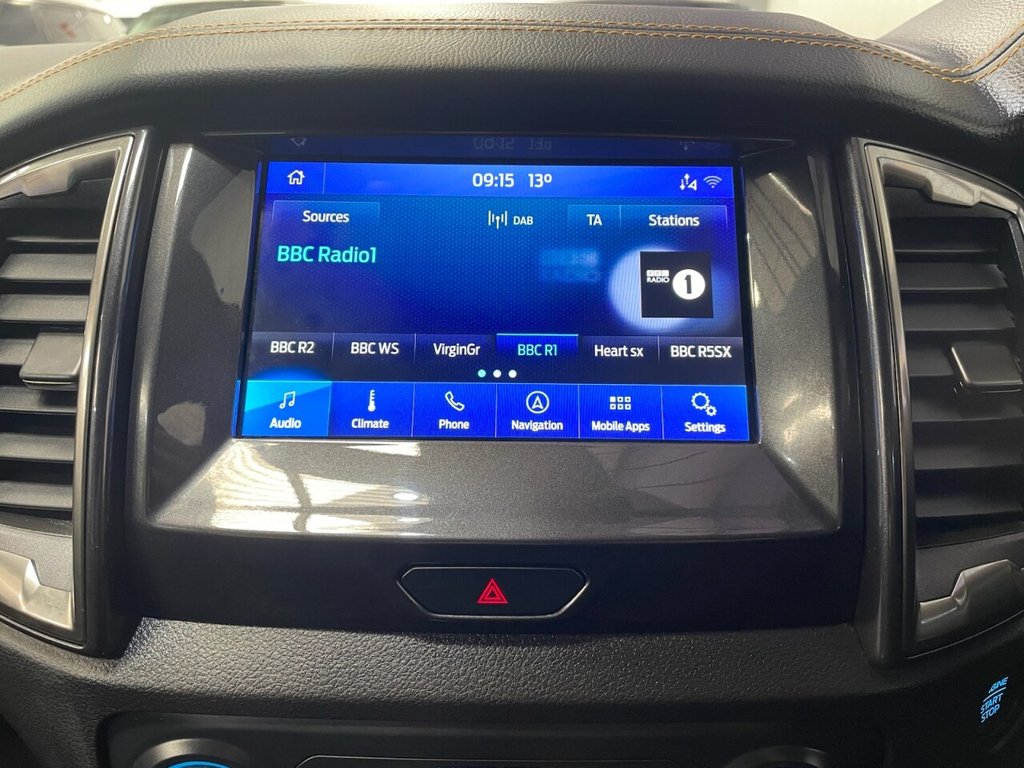 09:15 13º
Sources DAB TA Stations
BBC Radio1
BBC RADIO 1
BBC R2 BBC WS VirginGr BBC R1 Heart sx BBC R5SX
Audio Climate Phone Navigation Mobile Apps Settings
START
STOP